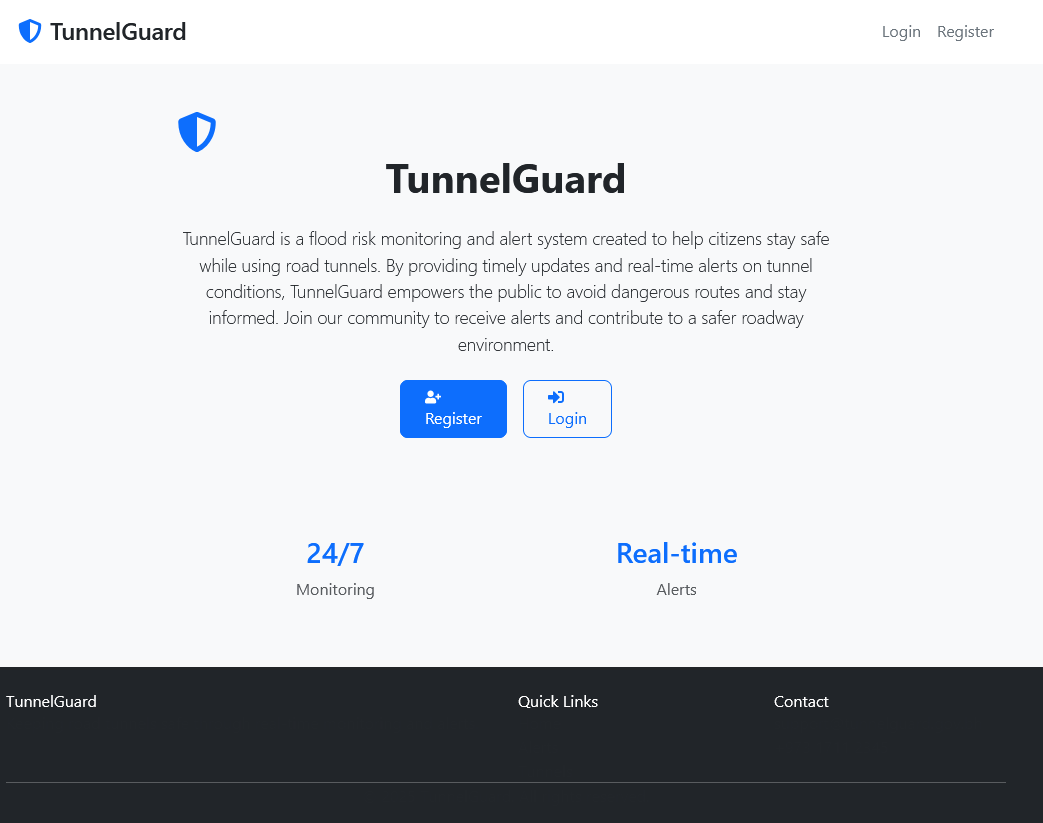 TunnelGuard
Login
Register
TunnelGuard
TunnelGuard is a flood risk monitoring and alert system created to help citizens stay safe
while using road tunnels. By providing timely updates and real-time alerts on tunnel
conditions, TunnelGuard empowers the public to avoid dangerous routes and stay
informed. Join our community to receive alerts and contribute to a safer roadway
environment.
Register
Login
24/7
Monitoring
Real-time
Alerts
TunnelGuard
Quick Links
Contact